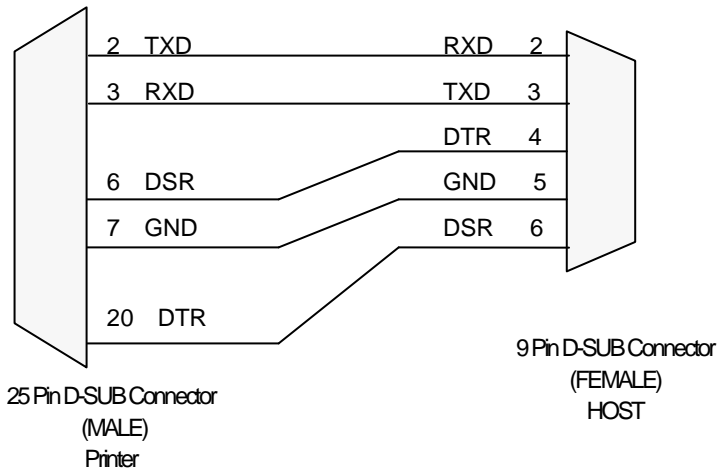 2 TXD RXD 2
3 RXD TXD 3
DTR 4
6 DSR GND 5
7 GND DSR 6
20 DTR
9 Pin D-SUB Connector
(FEMALE)
HOST
25 Pin D-SUB Connector
(MALE)
Printer